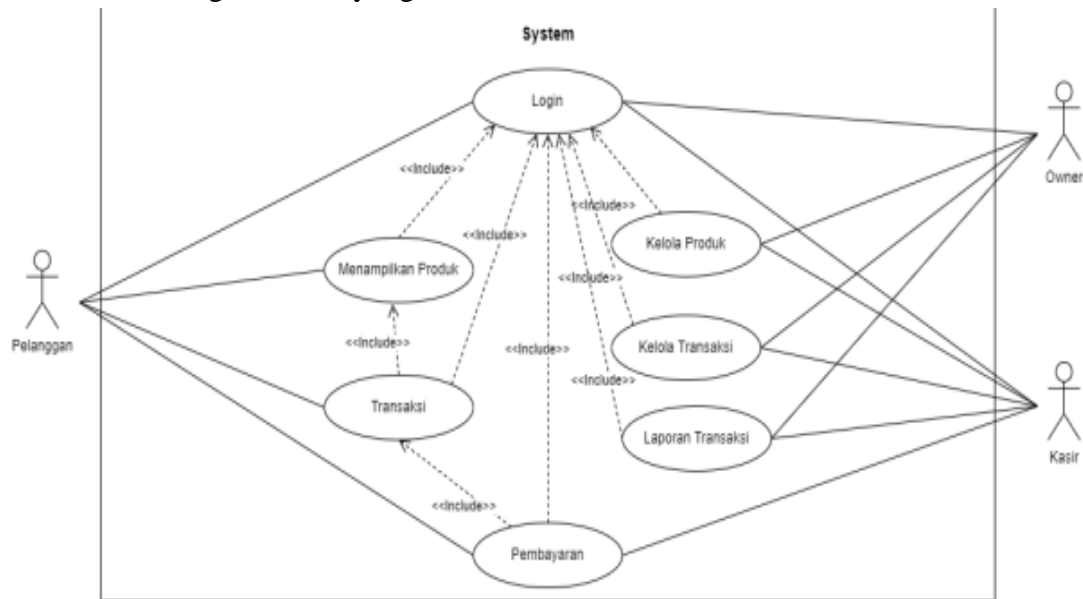 System
Login
Owner
<<Include>>
<<Include>>
<<Include>>
Kelola Produk
Menampilkan Produk
<<Include>>
Pelanggan
<<Include>>
<<Include>>
Kelola Transaksi
<<Include>>
Transaksi
Laporan Transaksi
Kasir
<<Include>>
Pembayaran